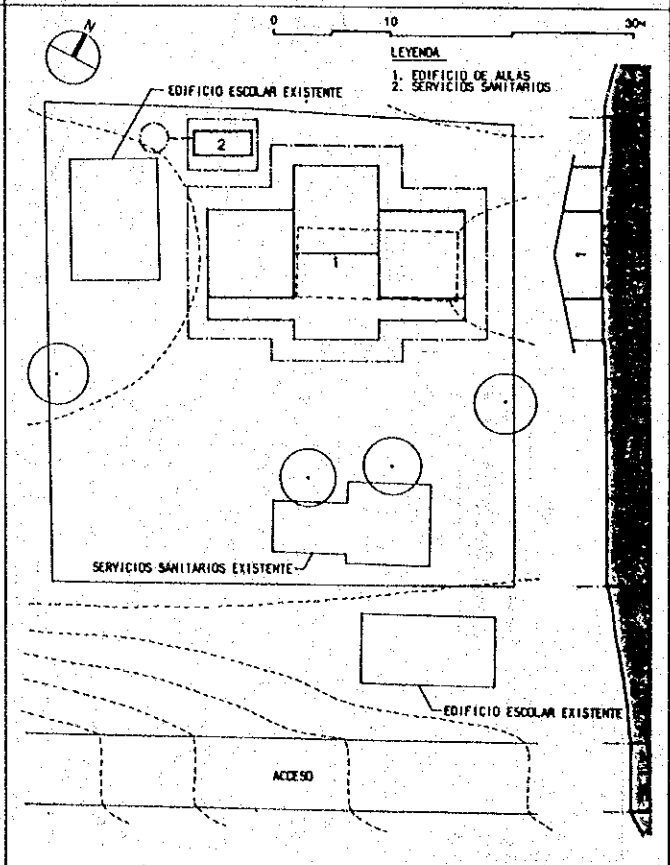 N
0 10 30M
LEYENDA
1. EDIFICIO DE AULAS
2. SERVICIOS SANITARIOS
EDIFICIO ESCOLAR EXISTENTE
2
1
1
SERVICIOS SANITARIOS EXISTENTE
EDIFICIO ESCOLAR EXISTENTE
ACCESO